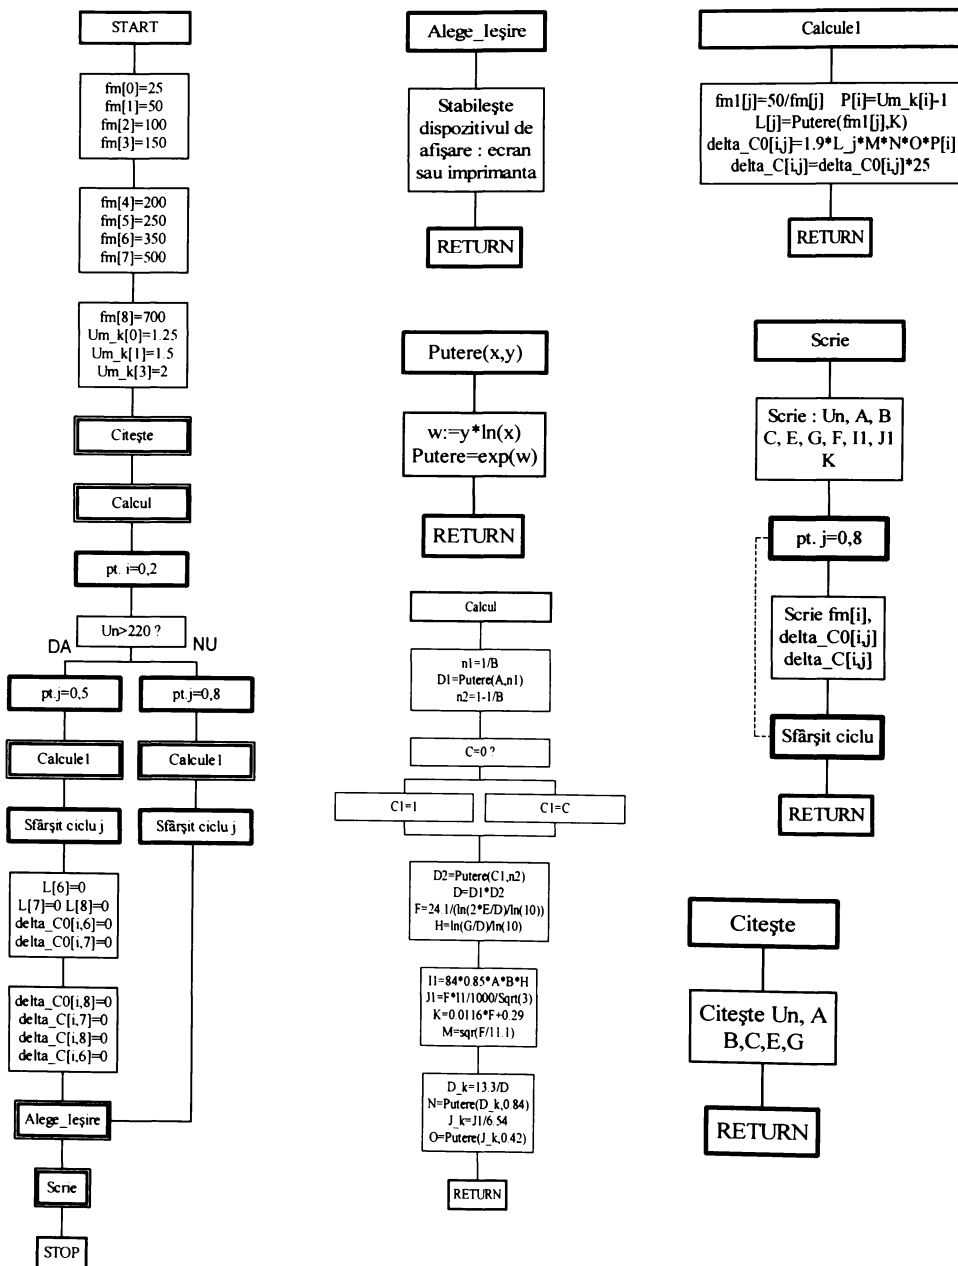 START
fm[0]=25
fm[1]=50
fm[2]=100
fm[3]=150
fm[4]=200
fm[5]=250
fm[6]=350
fm[7]=500
fm[8]=700
Um_k[0]=1.25
Um_k[1]=1.5
Um_k[3]=2
Citeşte
Calcul
pt. i=0,2
Un>220 ?
DA
NU
pt.j=0,5
pt.j=0,8
Calcule1
Calcule1
Sfârşit ciclu j
Sfârşit ciclu j
L[6]=0
L[7]=0 L[8]=0
delta_C0[i,6]=0
delta_C0[i,7]=0
delta_C0[i,8]=0
delta_C[i,7]=0
delta_C[i,8]=0
delta_C[i,6]=0
Alege_Ieşire
Scrie
STOP
Alege_Ieşire
Stabileşte
dispozitivul de
afişare : ecran
sau imprimanta
RETURN
Putere(x,y)
w:=y*ln(x)
Putere=exp(w)
RETURN
Calcul
n1=1/B
D1=Putere(A,n1)
n2=1-1/B
C=0 ?
C1=1
C1=C
D2=Putere(C1,n2)
D=D1*D2
F=24.1/(ln(2*E/D)/ln(10))
H=ln(G/D)/ln(10)
I1=84*0.85*A*B*H
J1=F*I1/1000/Sqrt(3)
K=0.0116*F+0.29
M=sqr(F/11.1)
D_k=13.3/D
N=Putere(D_k,0.84)
J_k=J1/6.54
O=Putere(J_k,0.42)
RETURN
Calcule1
fm1[j]=50/fm[j] P[i]=Um_k[i]-1
L[j]=Putere(fm1[j],K)
delta_C0[i,j]=1.9*L_j*M*N*O*P[i]
delta_C[i,j]=delta_C0[i,j]*25
RETURN
Scrie
Scrie : Un, A, B
C, E, G, F, I1, J1
K
pt. j=0,8
Scrie fm[i],
delta_C0[i,j]
delta_C[i,j]
Sfârşit ciclu
RETURN
Citeşte
Citeşte Un, A
B,C,E,G
RETURN